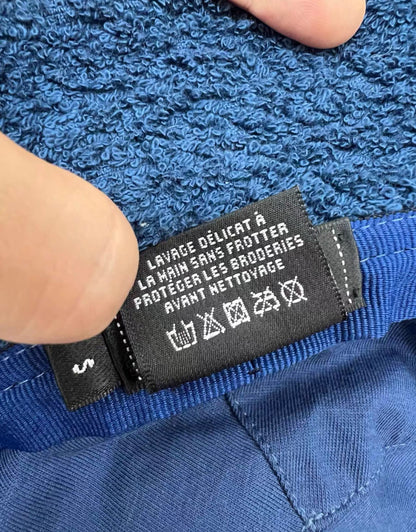 LAVAGE DÉLICAT À
LA MAIN SANS FROTTER
PROTÉGER LES BRODERIES
AVANT NETTOYAGE
S